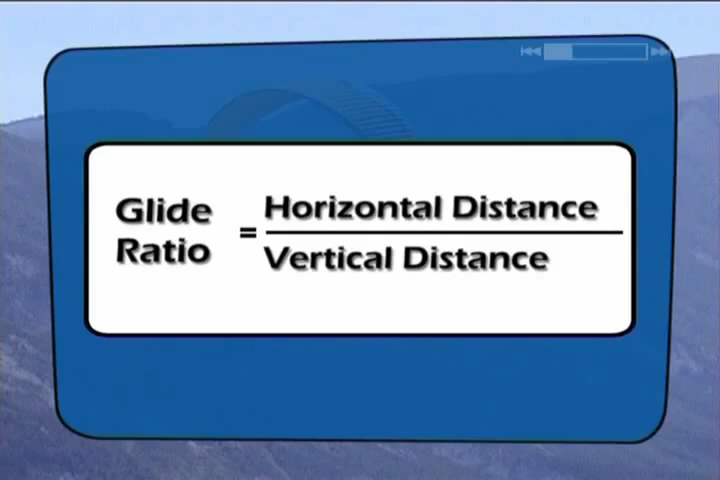 Glide
Ratio
= Horizontal Distance
Vertical Distance